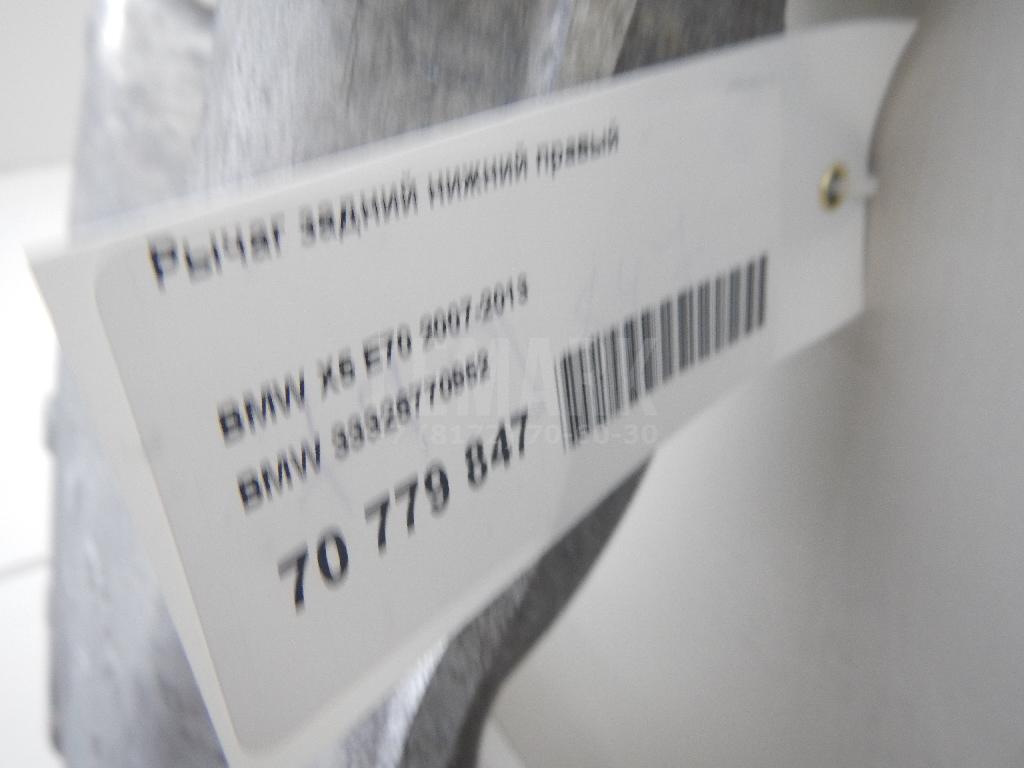 Рычаг задний нижний правый
BMW X5 E70 2007-2013
BMW 33326770952
70 779 847